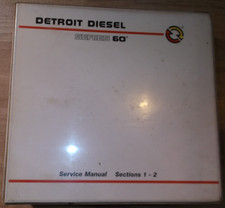 DETROIT DIESEL
SERIES 60®
Service Manual Sections 1 - 2